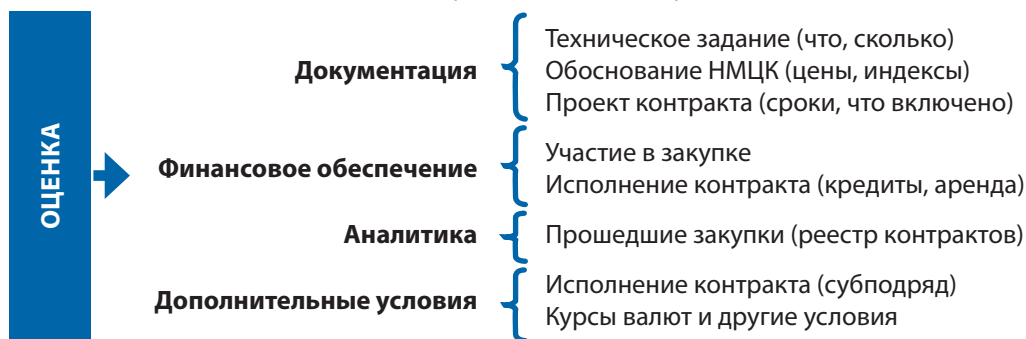 ОЦЕНКА
Документация
Техническое задание (что, сколько)
Обоснование НМЦК (цены, индексы)
Проект контракта (сроки, что включено)
Финансовое обеспечение
Участие в закупке
Исполнение контракта (кредиты, аренда)
Аналитика
Прошедшие закупки (реестр контрактов)
Дополнительные условия
Исполнение контракта (субподряд)
Курсы валют и другие условия